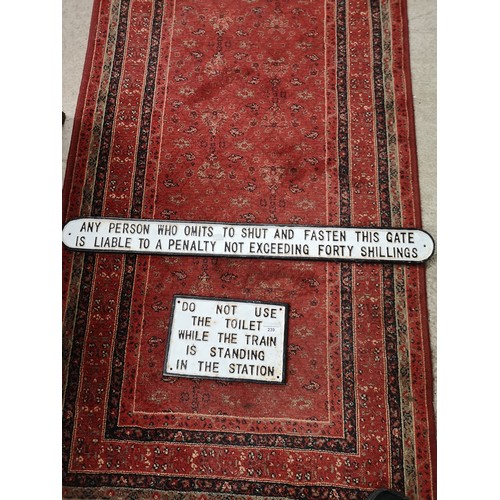 ANY PERSON WHO OMITS TO SHUT AND FASTEN THIS GATE
IS LIABLE TO A PENALTY NOT EXCEEDING FORTY SHILLINGS
DO NOT USE
THE TOILET
WHILE THE TRAIN
IS STANDING
IN THE STATION.